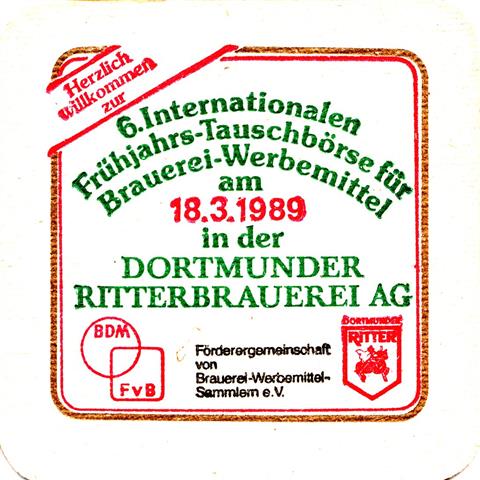 Herzlich
willkommen
zur
6.Internationalen
Frühjahrs-Tauschbörse für
Brauerei-Werbemittel
am
18.3.1989
in der
DORTMUNDER
RITTERBRAUEREI AG
BDM
FvB
Förderergemeinschaft
von
Brauerei-Werbemittel-
Sammlern e.V.
DORTMUNDER
RITTER